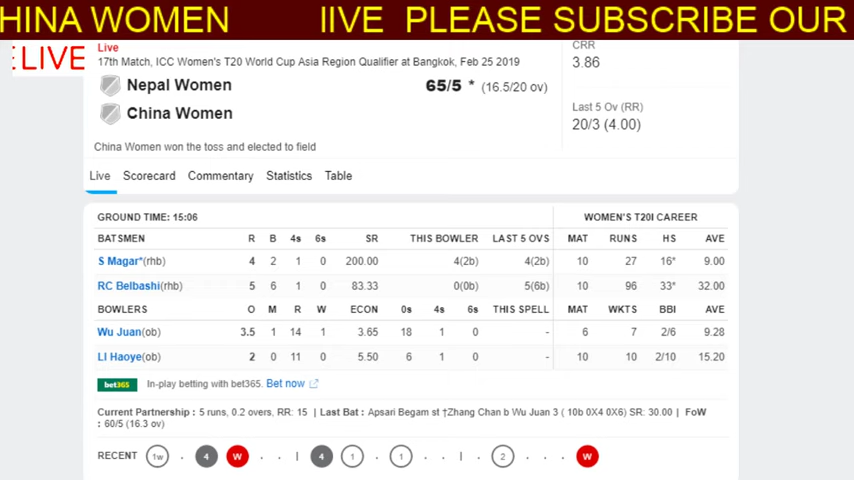 HINA WOMEN IIVE PLEASE SUBSCRIBE OUR
LIVE
Live
17th Match, ICC Women's T20 World Cup Asia Region Qualifier at Bangkok, Feb 25 2019
Nepal Women 65/5 * (16.5/20 ov)
China Women
China Women won the toss and elected to field
CRR
3.86
Last 5 Ov (RR)
20/3 (4.00)
Live Scorecard Commentary Statistics Table
GROUND TIME: 15:06 WOMEN'S T20I CAREER
BATSMEN R B 4s 6s SR THIS BOWLER LAST 5 OVS MAT RUNS HS AVE
S Magar*(rhb) 4 2 1 0 200.00 4(2b) 4(2b) 10 27 16* 9.00
RC Belbashi(rhb) 5 6 1 0 83.33 0(0b) 5(6b) 10 96 33* 32.00
BOWLERS O M R W ECON 0s 4s 6s THIS SPELL MAT WKTS BBI AVE
Wu Juan(ob) 3.5 1 14 1 3.65 18 1 0 - 6 7 2/6 9.28
LI Haoye(ob) 2 0 11 0 5.50 6 1 0 - 10 10 2/10 15.20
bet365 In-play betting with bet365. Bet now
Current Partnership : 5 runs, 0.2 overs, RR: 15 | Last Bat : Apsari Begam st †Zhang Chan b Wu Juan 3 ( 10b 0X4 0X6) SR: 30.00 | FoW
: 60/5 (16.3 ov)
RECENT 1w . 4 W . . | 4 1 . 1 . . | . 2 . . . W